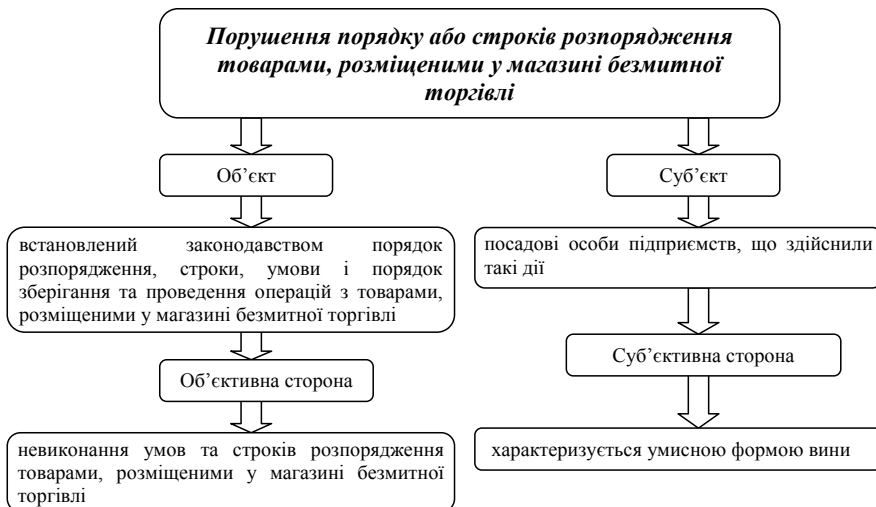 Порушення порядку або строків розпорядження
товарами, розміщеними у магазині безмитної
торгівлі
Об’єкт
Суб’єкт
встановлений законодавством порядок
розпорядження, строки, умови і порядок
зберігання та проведення операцій з товарами,
розміщеними у магазині безмитної торгівлі
посадові особи підприємств, що здійснили
такі дії
Об’єктивна сторона
Суб’єктивна сторона
невиконання умов та строків розпорядження
товарами, розміщеними у магазині безмитної
торгівлі
характеризується умисною формою вини